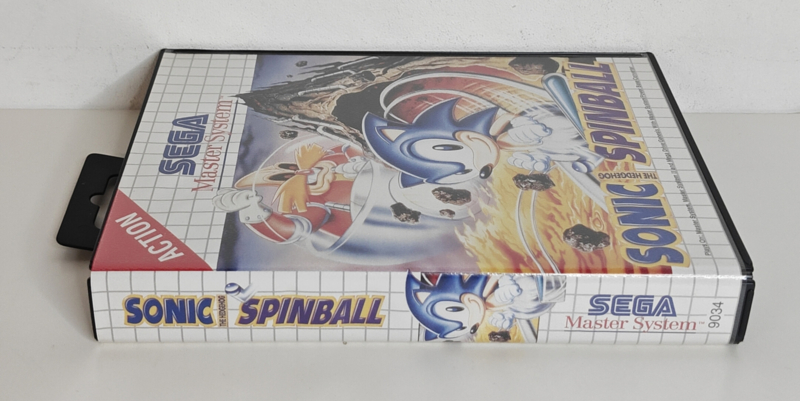 SEGA
Master System
ACTION
SONIC
THE HEDGEHOG
SPINBALL
SONIC
THE HEDGEHOG
SPINBALL
SEGA
Master System
9034